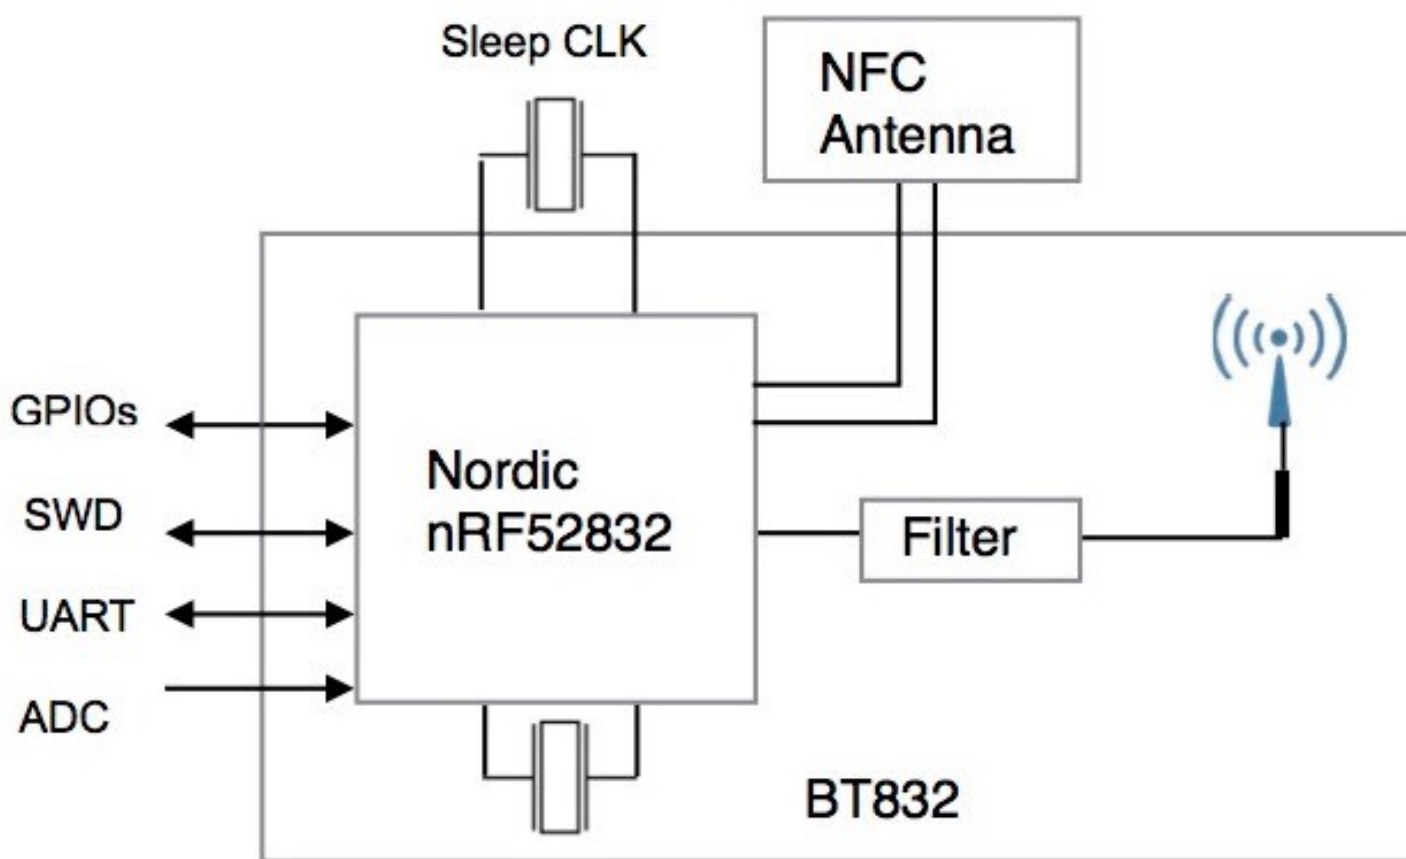 Sleep CLK
NFC
Antenna
GPIOs
SWD
UART
ADC
Nordic
nRF52832
Filter
BT832